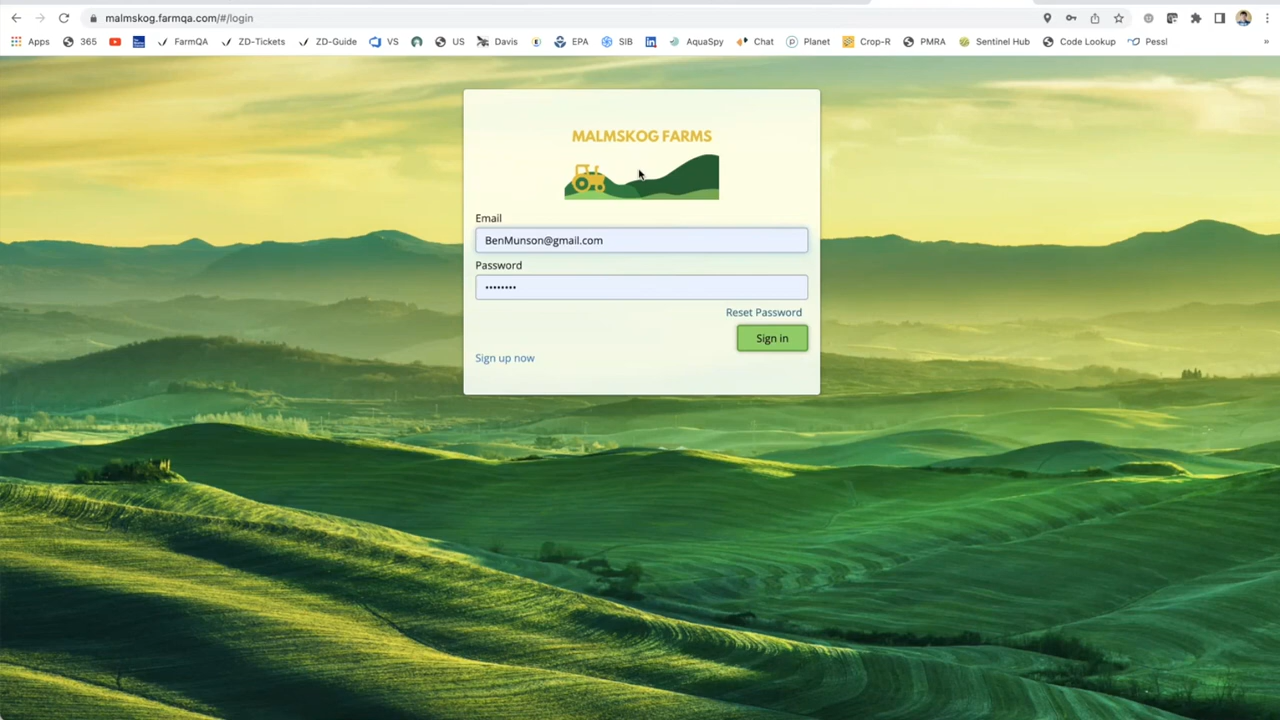 malmskog.farmqa.com/#/login
Apps 365 FarmQA ZD-Tickets ZD-Guide VS US Davis EPA SIB AquaSpy Chat Planet Crop-R PMRA Sentinel Hub Code Lookup Pessl »
MALMSKOG FARMS
Email
BenMunson@gmail.com
Password
••••••••
Reset Password
Sign in
Sign up now